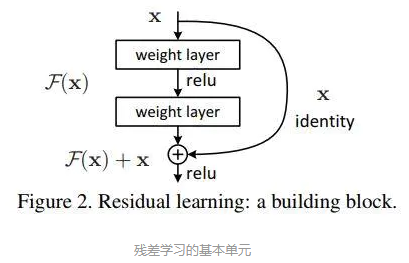 x
weight layer
F(x)
relu
x
weight layer
identity
F(x) + x
relu
Figure 2. Residual learning: a building block.
残差学习的基本单元